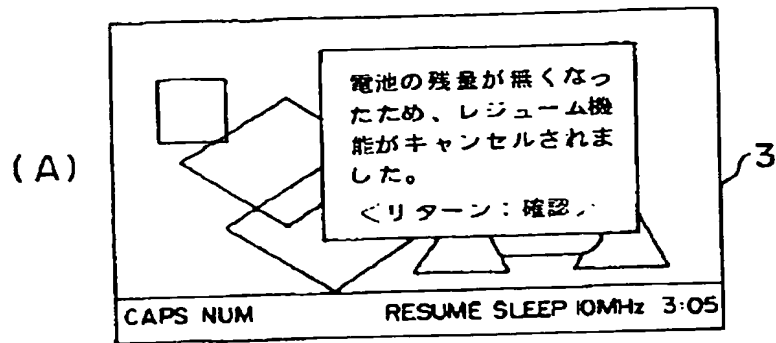 (A)
電池の残量が無くなっ
たため、レジューム機
能がキャンセルされま
した。
<リターン:確認>
3
CAPS NUM RESUME SLEEP 10MHz 3:05